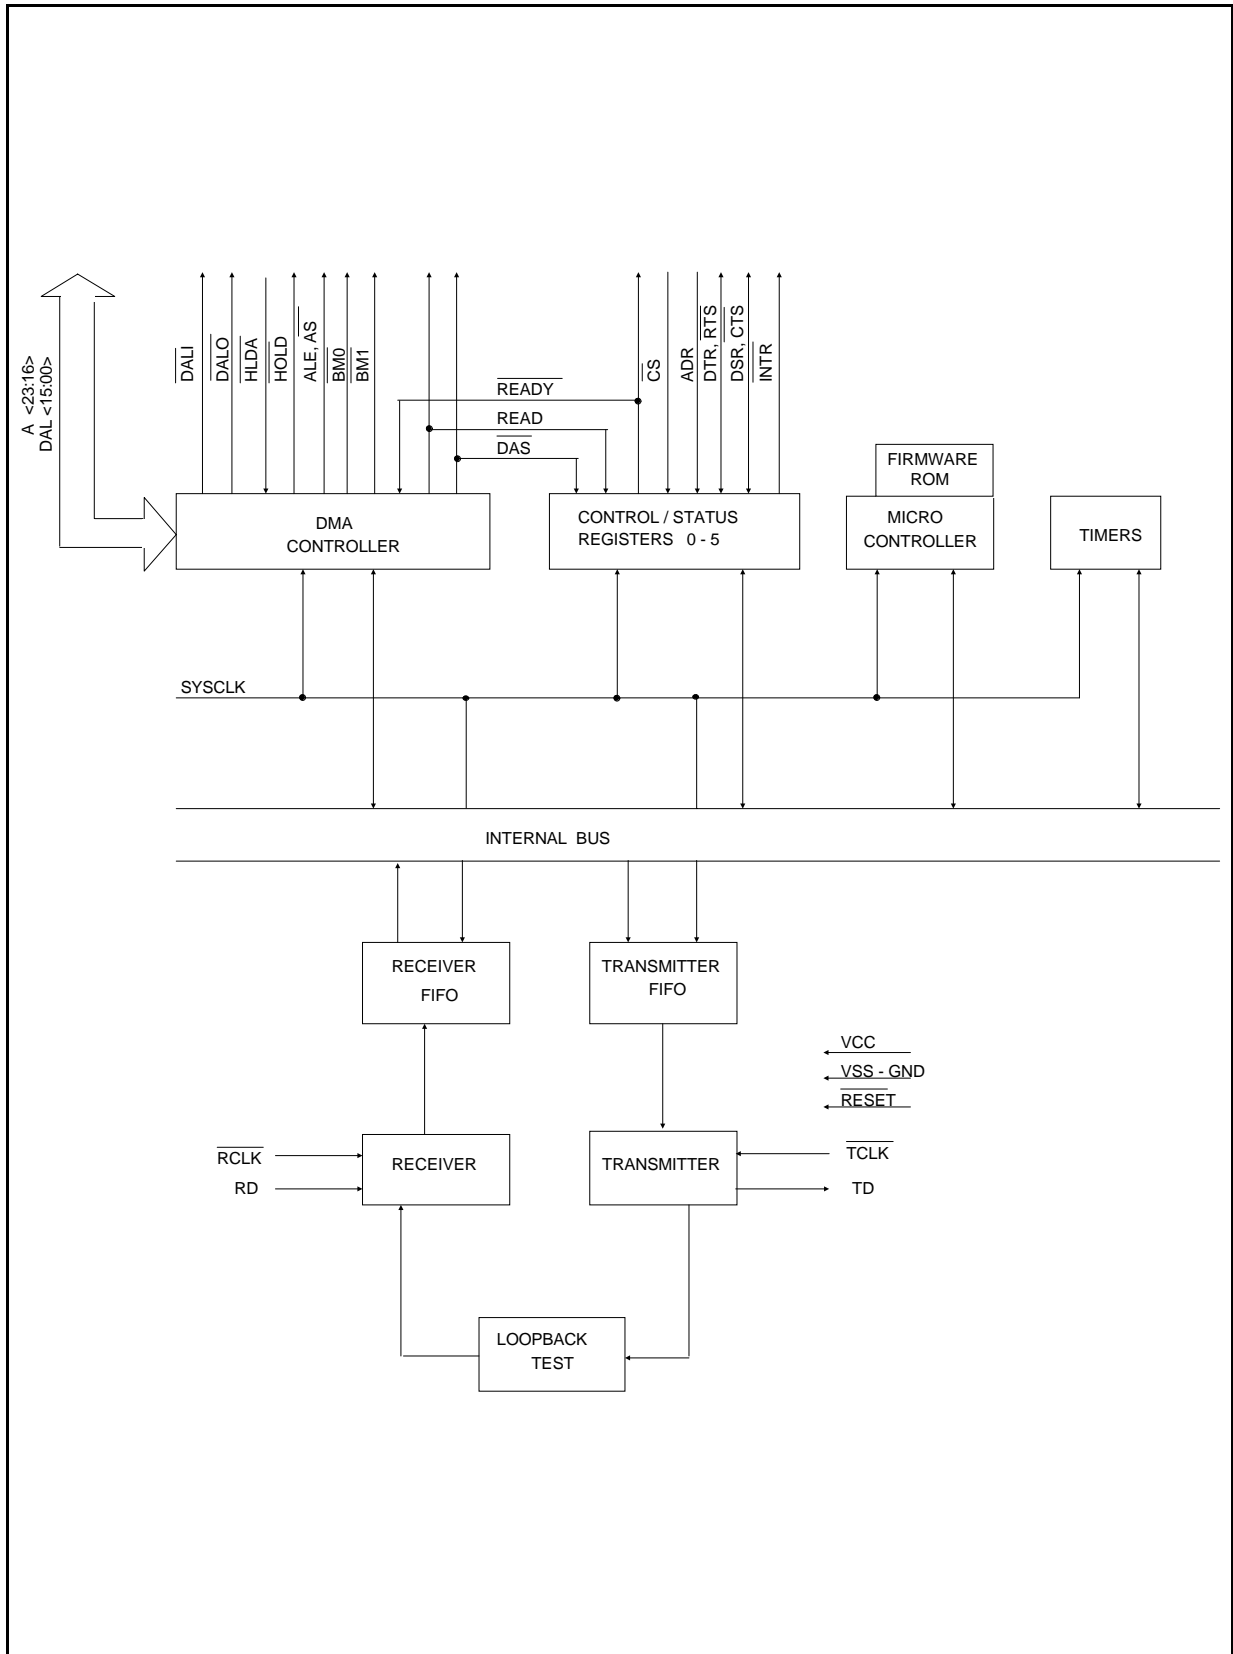 A <23:16>
DAL <15:00>
DALI
DALO
HLDA
HOLD
ALE, AS
BM0
BM1
READY
READ
DAS
CS
ADR
DTR, RTS
DSR, CTS
INTR
FIRMWARE
ROM
DMA
CONTROLLER
CONTROL / STATUS
REGISTERS 0 - 5
MICRO
CONTROLLER
TIMERS
SYSCLK
INTERNAL BUS
RECEIVER
FIFO
TRANSMITTER
FIFO
VCC
VSS - GND
RESET
RCLK
RD
RECEIVER
TRANSMITTER
TCLK
TD
LOOPBACK
TEST